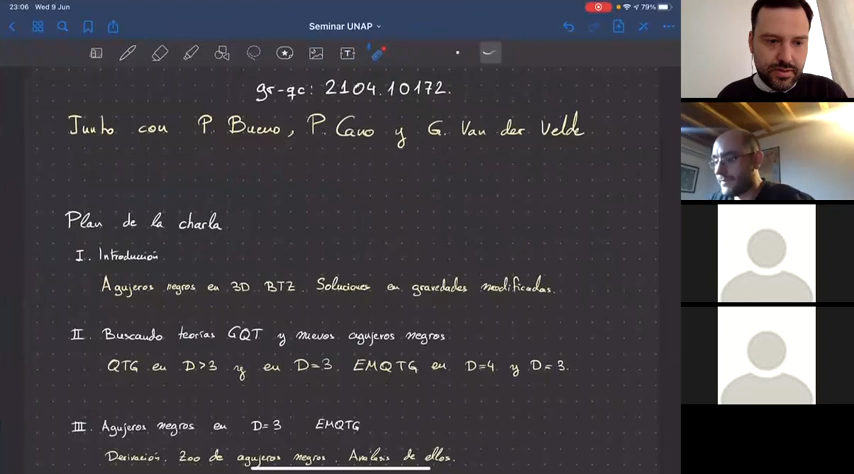 23:06 Wed 9 Jun
79%
Seminar UNAP
gr-qc: 2104.10172.
Junto con P. Bueno, P. Cano y G. Van der Velde
Plan de la charla
I. Introducción
Agujeros negros en 3D BTZ. Soluciones en gravedades modificadas.
II. Buscando teorías GQT y nuevos agujeros negros
QTG en D>3 y en D=3. EMQTG en D=4 y D=3.
III. Agujeros negros en D=3 EMQTG
Derivación. Zoo de agujeros negros. Análisis de ellos.